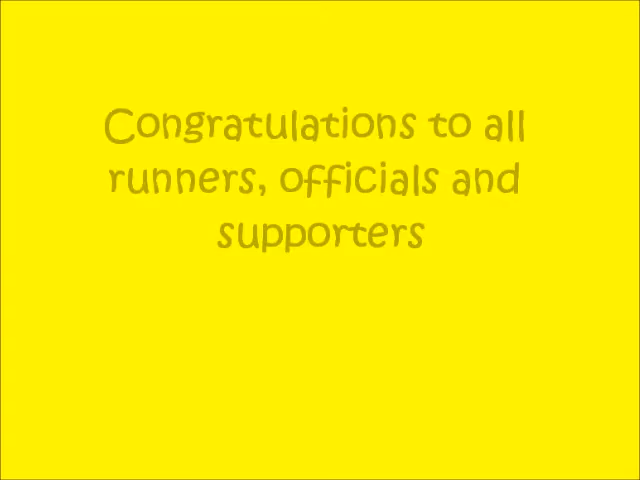 Congratulations to all
runners, officials and
supporters